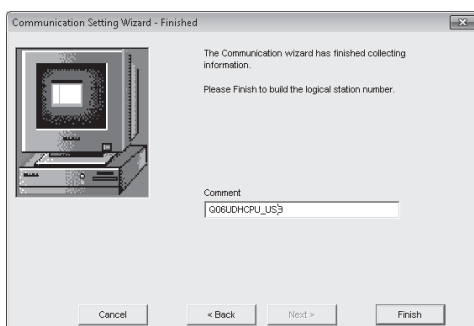 Communication Setting Wizard - Finished
The Communication wizard has finished collecting
information.
Please Finish to build the logical station number.
Comment
Q06UDHCPU_USB
Cancel
< Back
Next >
Finish